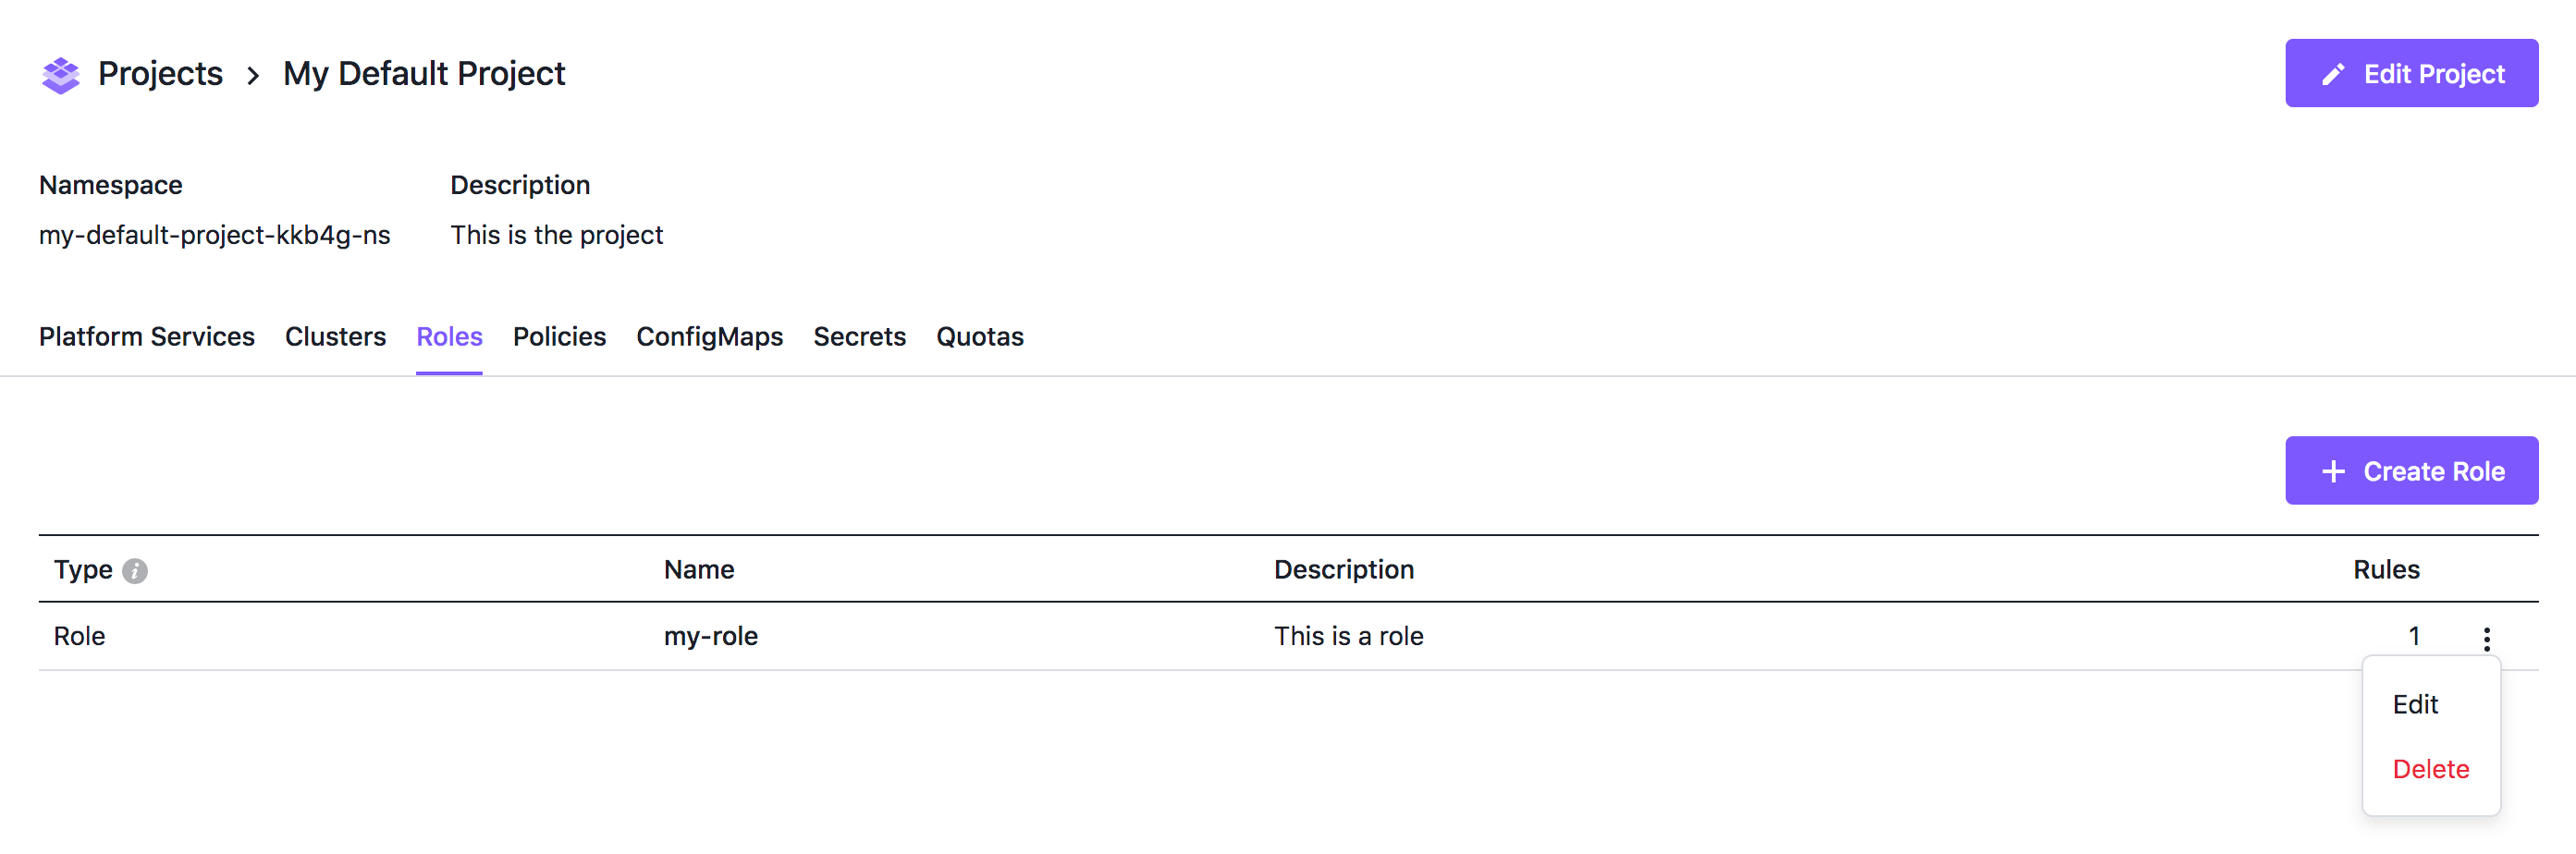 Projects > My Default Project
Edit Project
Namespace Description
my-default-project-kkb4g-ns This is the project
Platform Services Clusters Roles Policies ConfigMaps Secrets Quotas
+ Create Role
Type i Name Description Rules
Role my-role This is a role 1
Edit
Delete